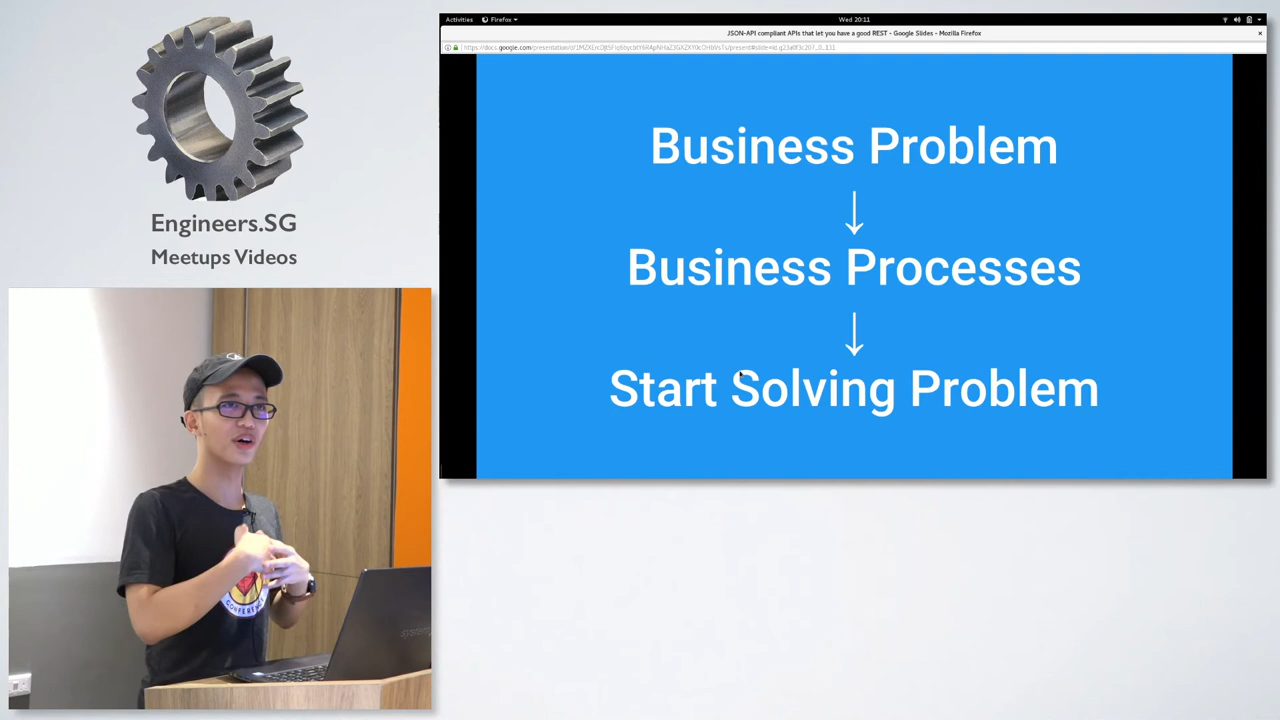 Engineers.SG
Meetups Videos
Activities
Firefox
Wed 20:11
JSON-API compliant APIs that let you have a good REST - Google Slides - Mozilla Firefox
Business Problem
↓
Business Processes
↓
Start Solving Problem
CONFERENCE